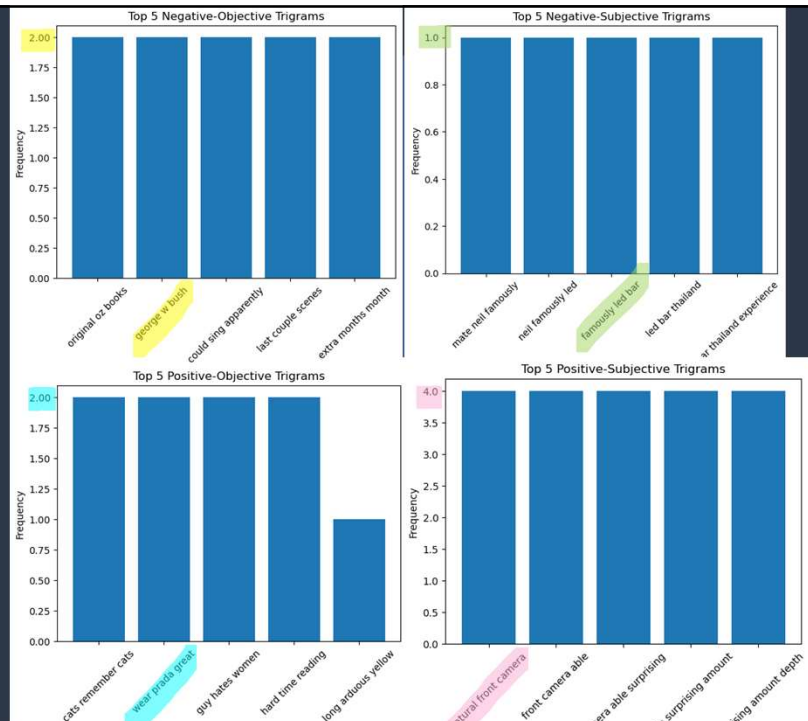 Top 5 Negative-Objective Trigrams
2.00
1.75
1.50
1.25
1.00
0.75
0.50
0.25
0.00
Frequency
original oz books
george w bush
could sing apparently
last couple scenes
extra months month
Top 5 Negative-Subjective Trigrams
1.0
0.8
0.6
0.4
0.2
0.0
Frequency
mate neil famously
neil famously led
famously led bar
led bar thailand
thailand experience
Top 5 Positive-Objective Trigrams
2.00
1.75
1.50
1.25
1.00
0.75
0.50
0.25
0.00
Frequency
cats remember cats
wear prada great
guy hates women
hard time reading
long arduous yellow
Top 5 Positive-Subjective Trigrams
4.0
3.5
3.0
2.5
2.0
1.5
1.0
0.5
0.0
Frequency
front camera
front camera able
able surprising
surprising amount
amount depth